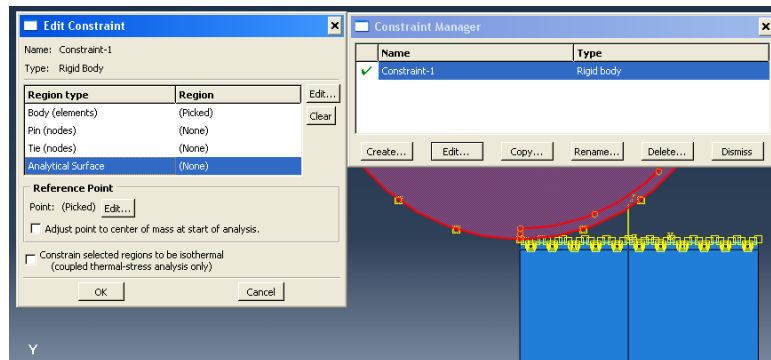 Edit Constraint
Name: Constraint-1
Type: Rigid Body
Region type Region
Body (elements) (Picked)
Pin (nodes) (None)
Tie (nodes) (None)
Analytical Surface (None)
Edit...
Clear
Reference Point
Point: (Picked) Edit...
Adjust point to center of mass at start of analysis.
Constrain selected regions to be isothermal
(coupled thermal-stress analysis only)
OK Cancel
Constraint Manager
Name Type
Constraint-1 Rigid body
Create... Edit... Copy... Rename... Delete... Dismiss
Y